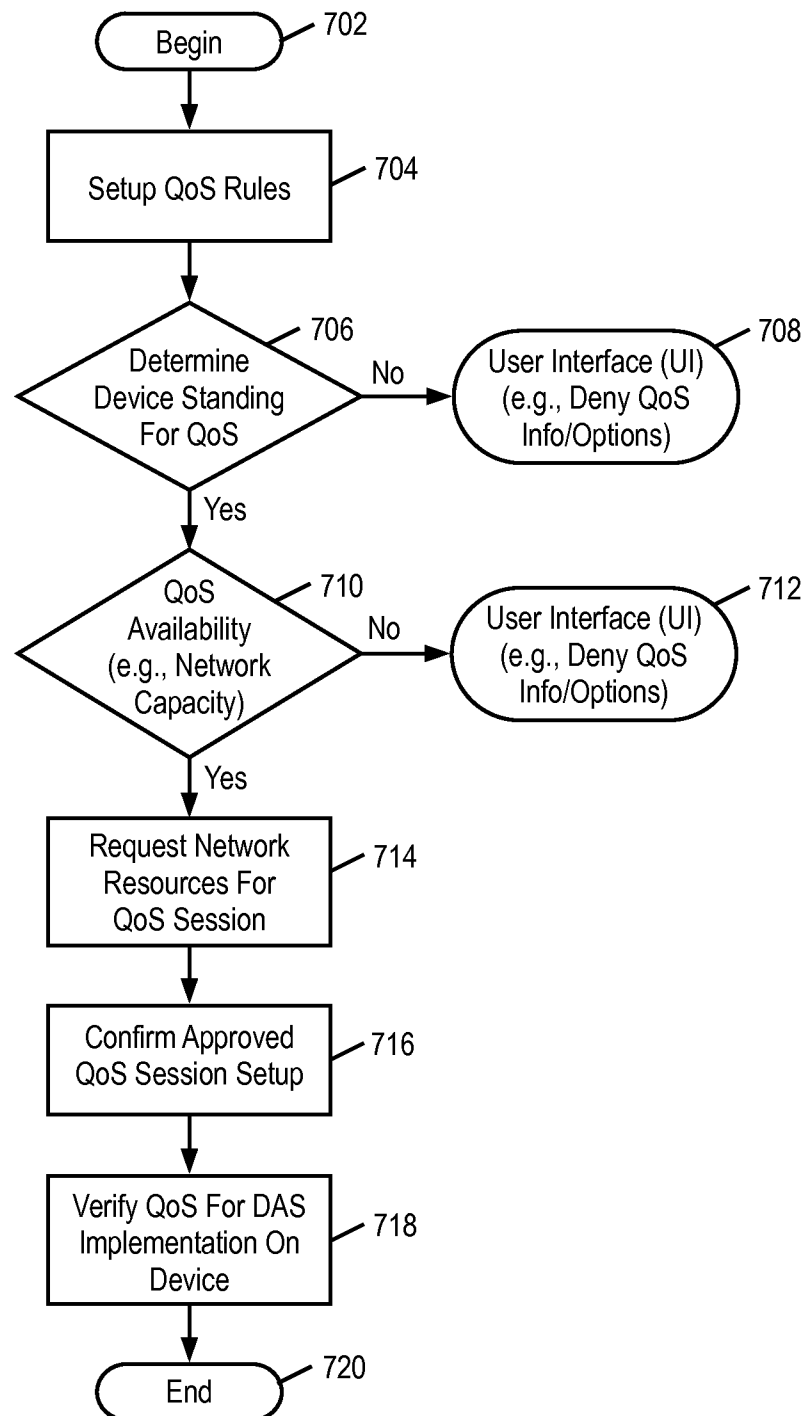 Begin
702
Setup QoS Rules
704
Determine
Device Standing
For QoS
706
No
User Interface (UI)
(e.g., Deny QoS
Info/Options)
708
Yes
QoS
Availability
(e.g., Network
Capacity)
710
No
User Interface (UI)
(e.g., Deny QoS
Info/Options)
712
Yes
Request Network
Resources For
QoS Session
714
Confirm Approved
QoS Session Setup
716
Verify QoS For DAS
Implementation On
Device
718
End
720